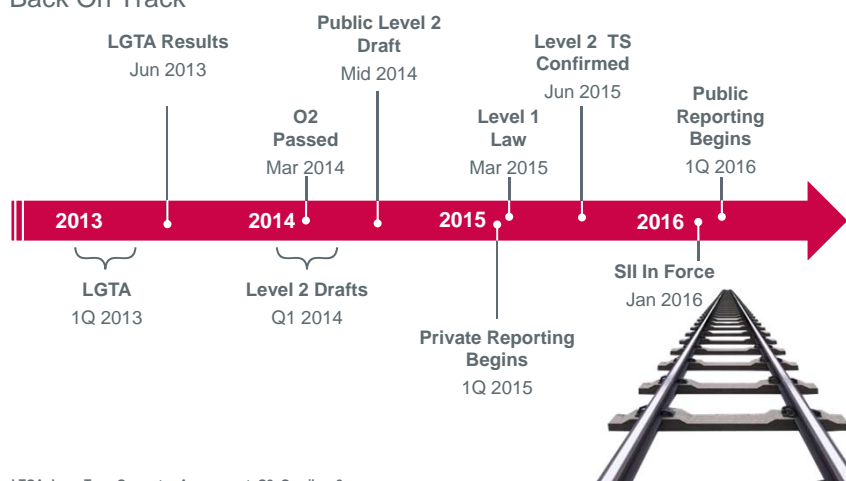 Back On Track
LGTA Results
Jun 2013
Public Level 2
Draft
Mid 2014
Level 2 TS
Confirmed
Jun 2015
O2
Passed
Mar 2014
Level 1
Law
Mar 2015
Public
Reporting
Begins
1Q 2016
2013
2014
2015
2016
LGTA
1Q 2013
Level 2 Drafts
Q1 2014
SII In Force
Jan 2016
Private Reporting
Begins
1Q 2015